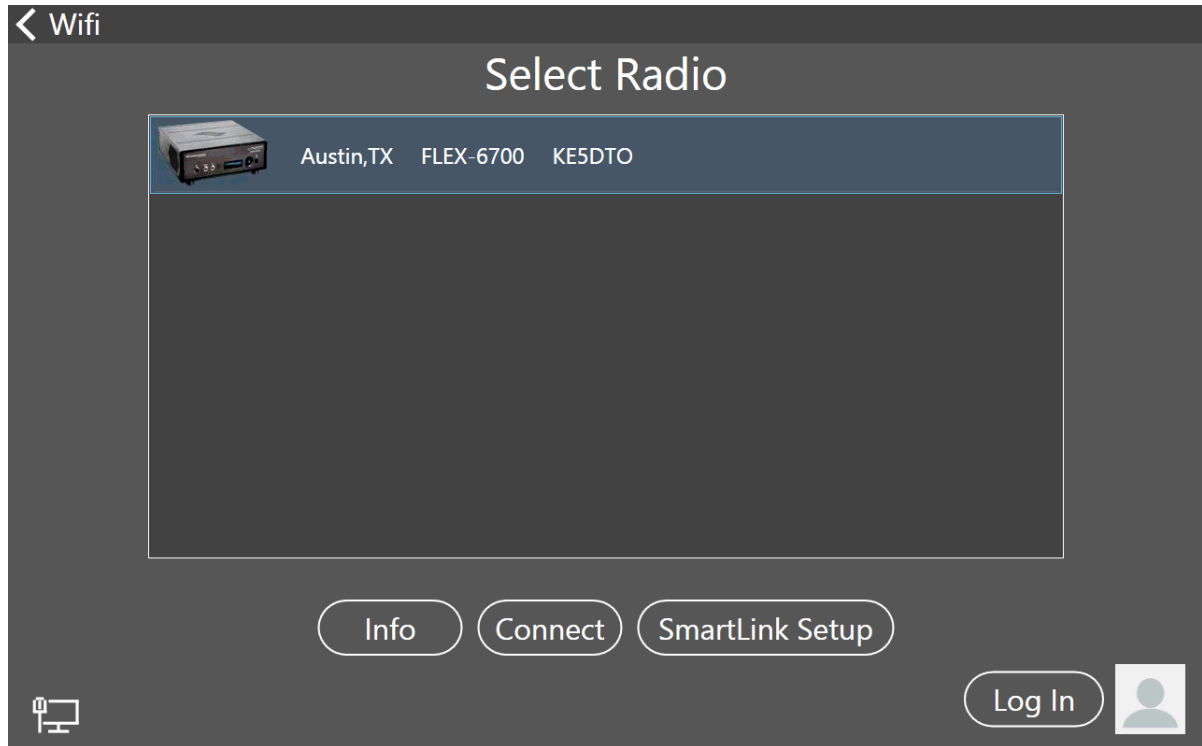 Wifi
Select Radio
Austin,TX FLEX-6700 KE5DTO
Info Connect SmartLink Setup
Log In